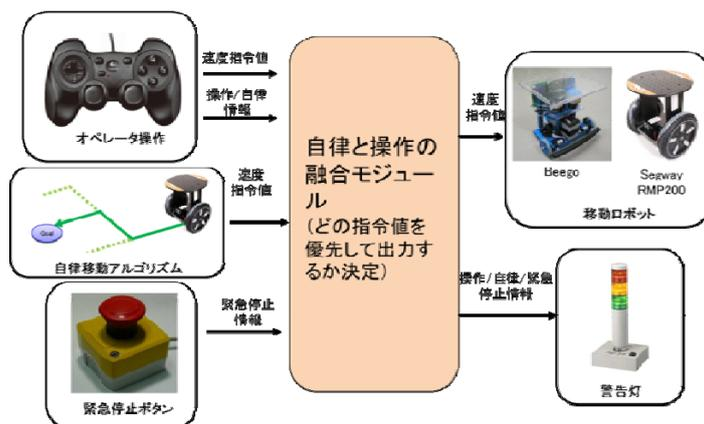 速度指令値
操作/自律
情報
オペレータ操作
速度
指令値
Goal
自律移動アルゴリズム
緊急停止
情報
緊急停止ボタン
自律と操作の
融合モジュー
ル
(どの指令値を
優先して出力す
るか決定)
速度
指令値
Beego
Segway
RMP200
移動ロボット
操作/自律/緊急
停止情報
警告灯